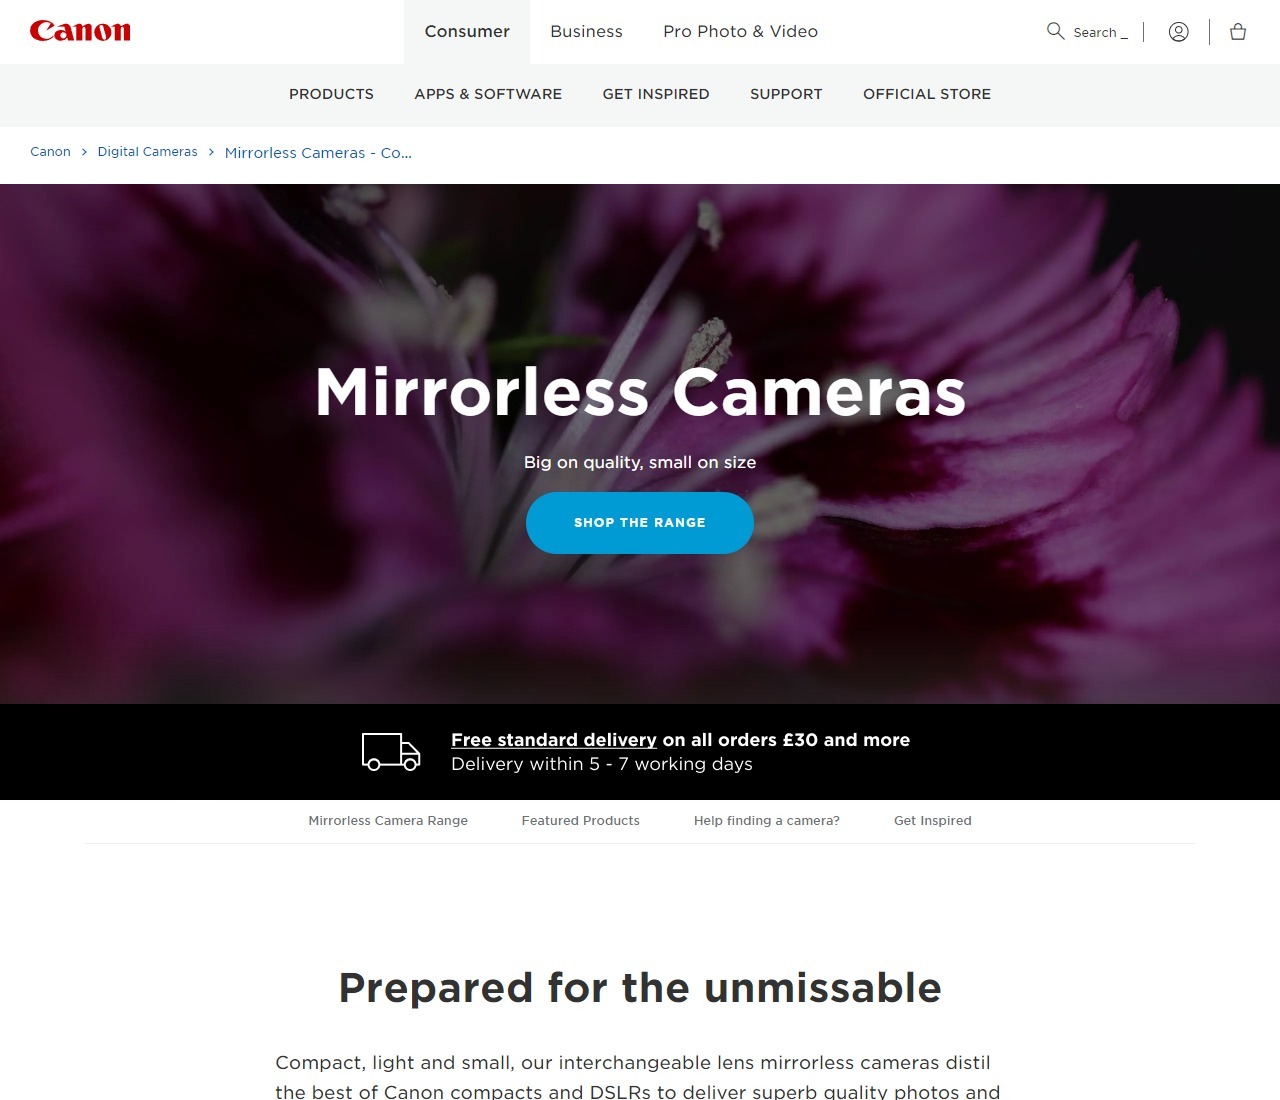 Canon
Consumer
Business
Pro Photo & Video
Search _
PRODUCTS
APPS & SOFTWARE
GET INSPIRED
SUPPORT
OFFICIAL STORE
Canon > Digital Cameras > Mirrorless Cameras - Co...
Mirrorless Cameras
Big on quality, small on size
SHOP THE RANGE
Free standard delivery on all orders £30 and more
Delivery within 5 - 7 working days
Mirrorless Camera Range
Featured Products
Help finding a camera?
Get Inspired
Prepared for the unmissable
Compact, light and small, our interchangeable lens mirrorless cameras distil
the best of Canon compacts and DSLRs to deliver superb quality photos and